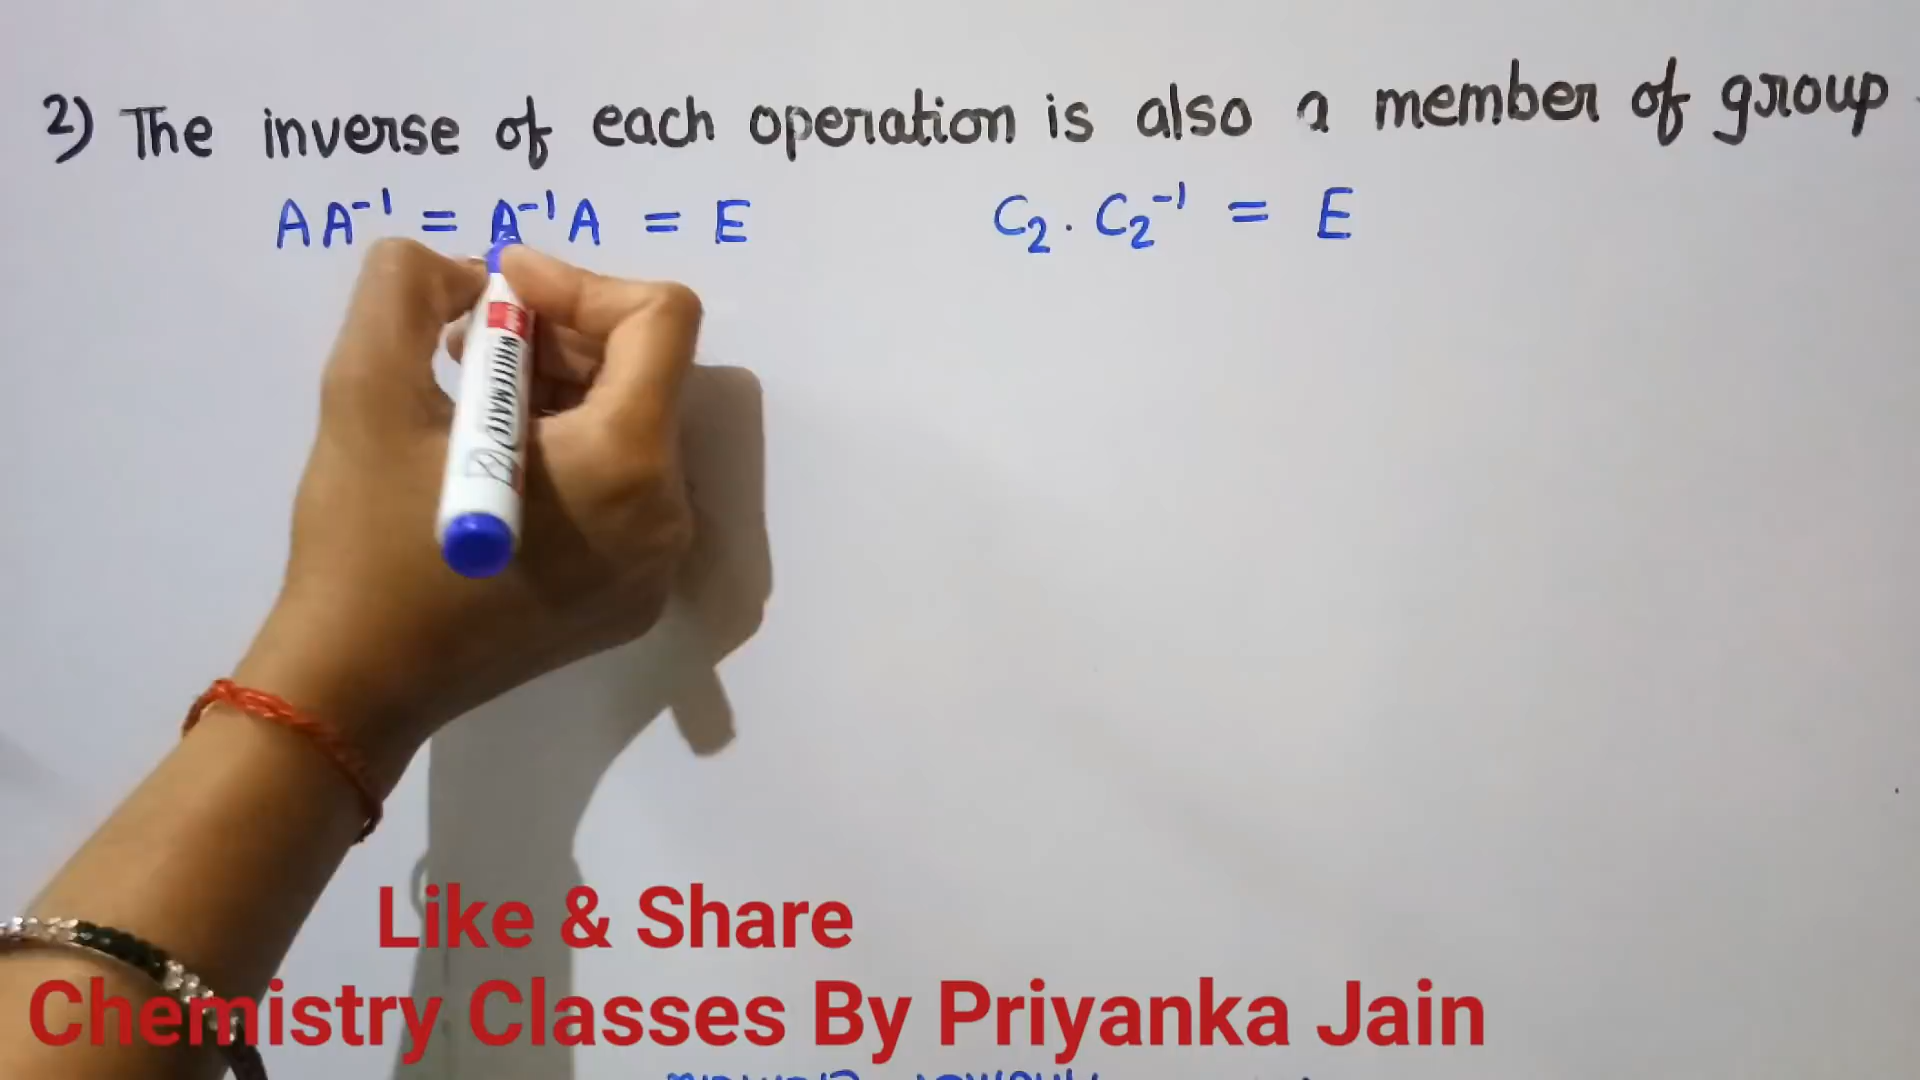 2) The inverse of each operation is also a member of group.
AA⁻¹ = A⁻¹A = E C₂ . C₂⁻¹ = E
WHITEMATE
Like & Share
Chemistry Classes By Priyanka Jain